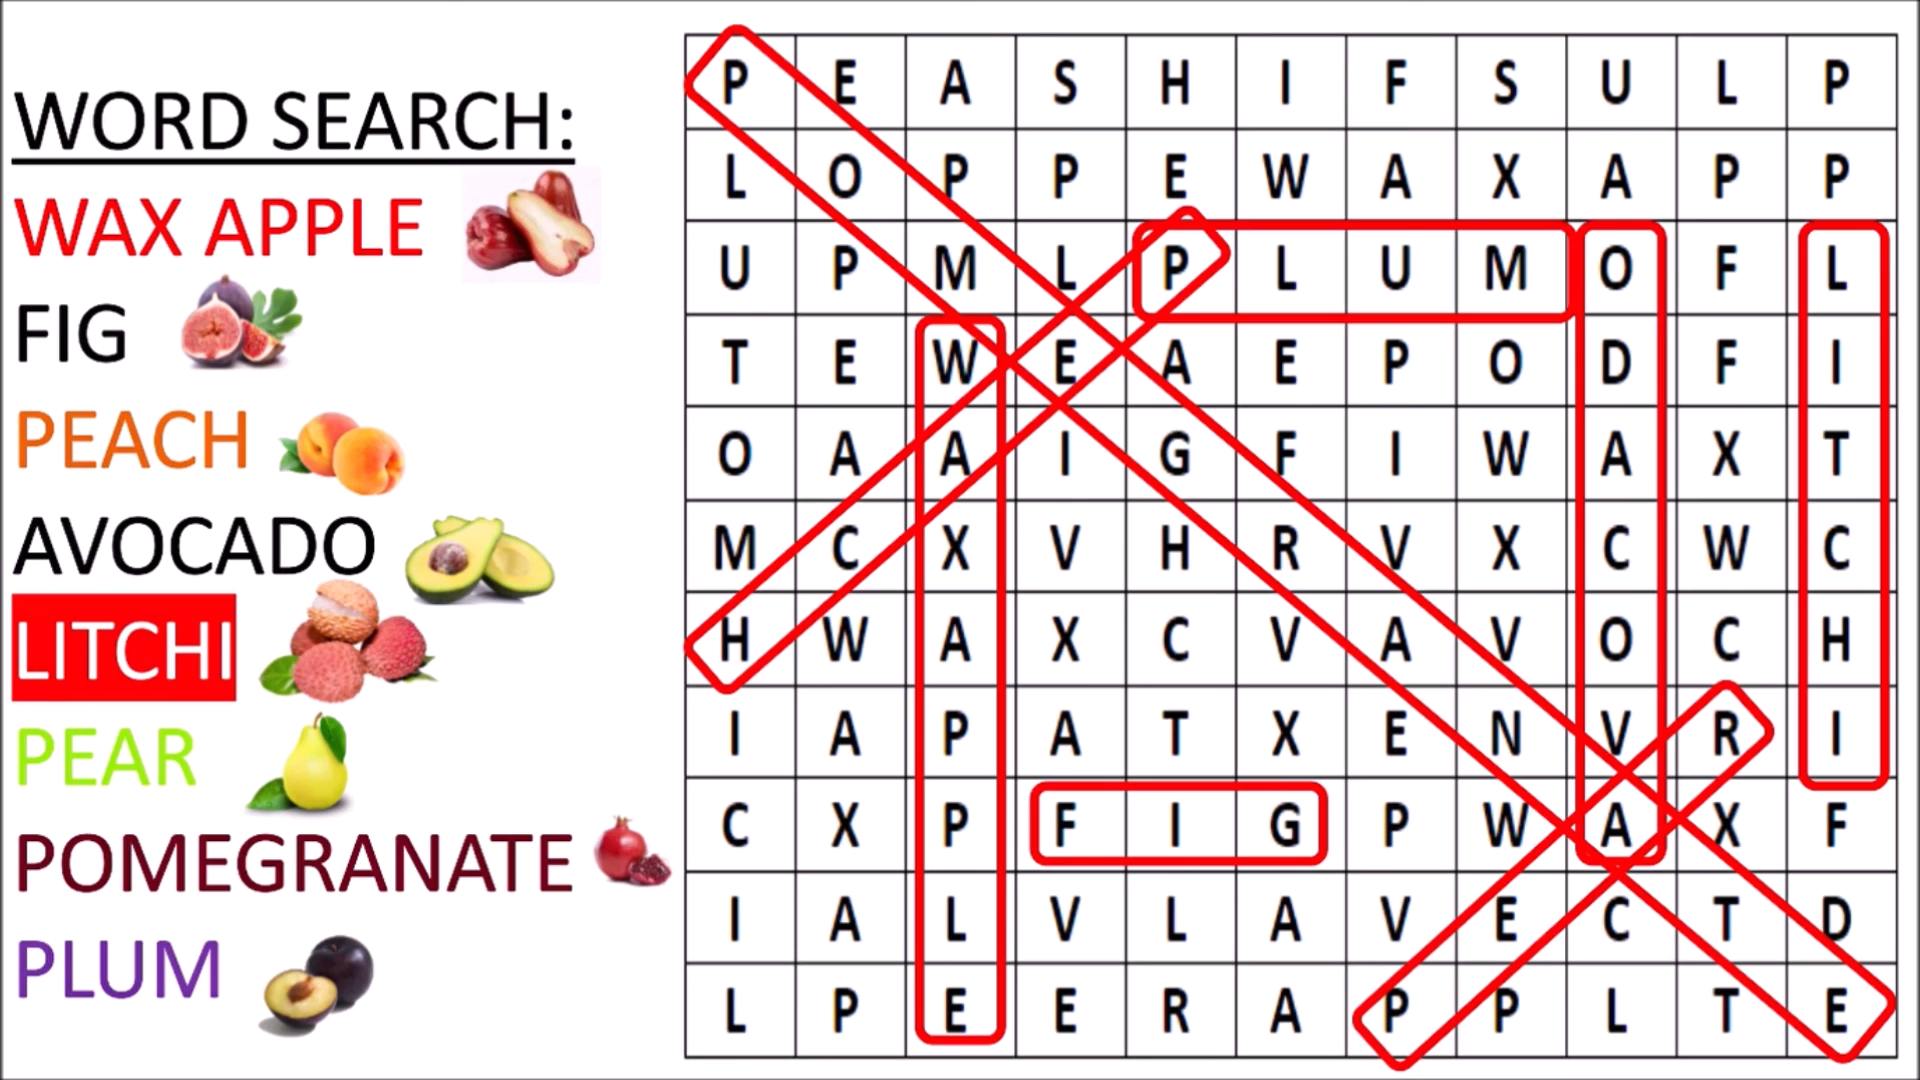 WORD SEARCH:
WAX APPLE
FIG
PEACH
AVOCADO
LITCHI
PEAR
POMEGRANATE
PLUM
P E A S H I F S U L P
L O P P E W A X A P P
U P M L P L U M O F L
T E W E A E P O D F I
O A A I G F I W A X T
M C X V H R V X C W C
H W A X C V A V O C H
I A P A T X E N V R I
C X P F I G P W A X F
I A L V L A V E C T D
L P E E R A P P L T E